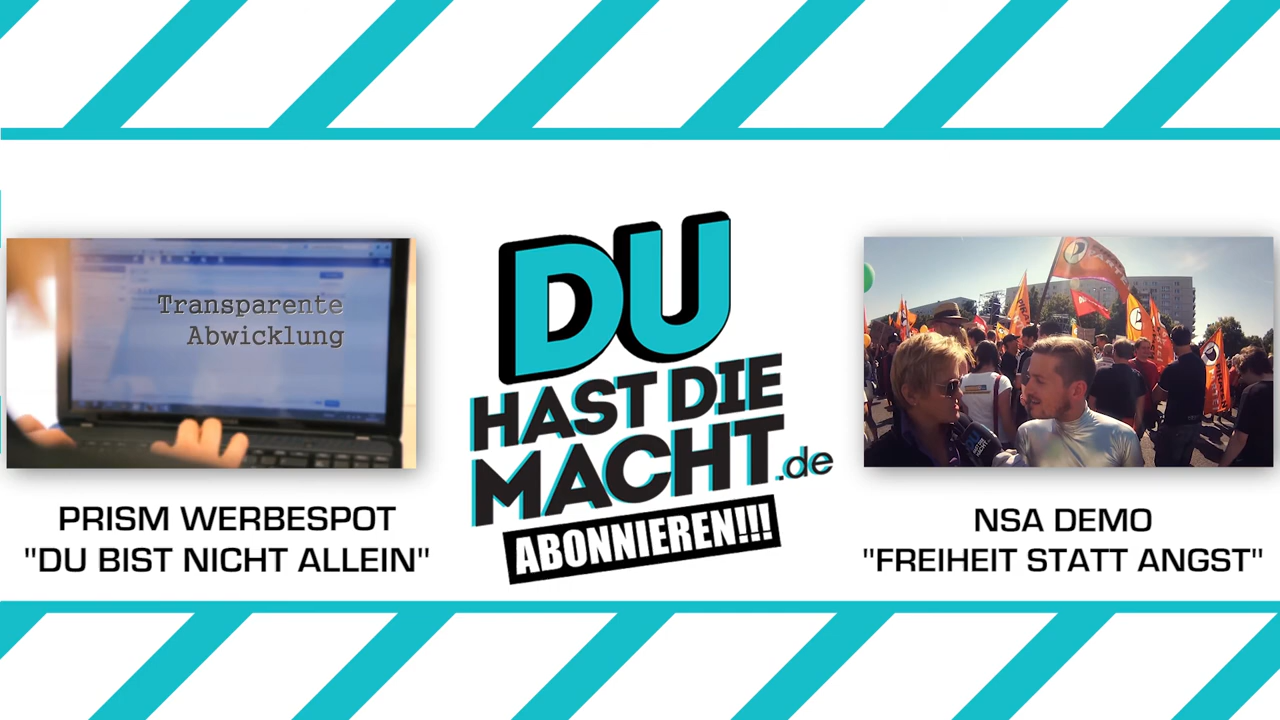 Transparente
Abwicklung
PRISM WERBESPOT
"DU BIST NICHT ALLEIN"
DU
HAST DIE
MACHT.de
ABONNIEREN!!!
NSA DEMO
"FREIHEIT STATT ANGST"